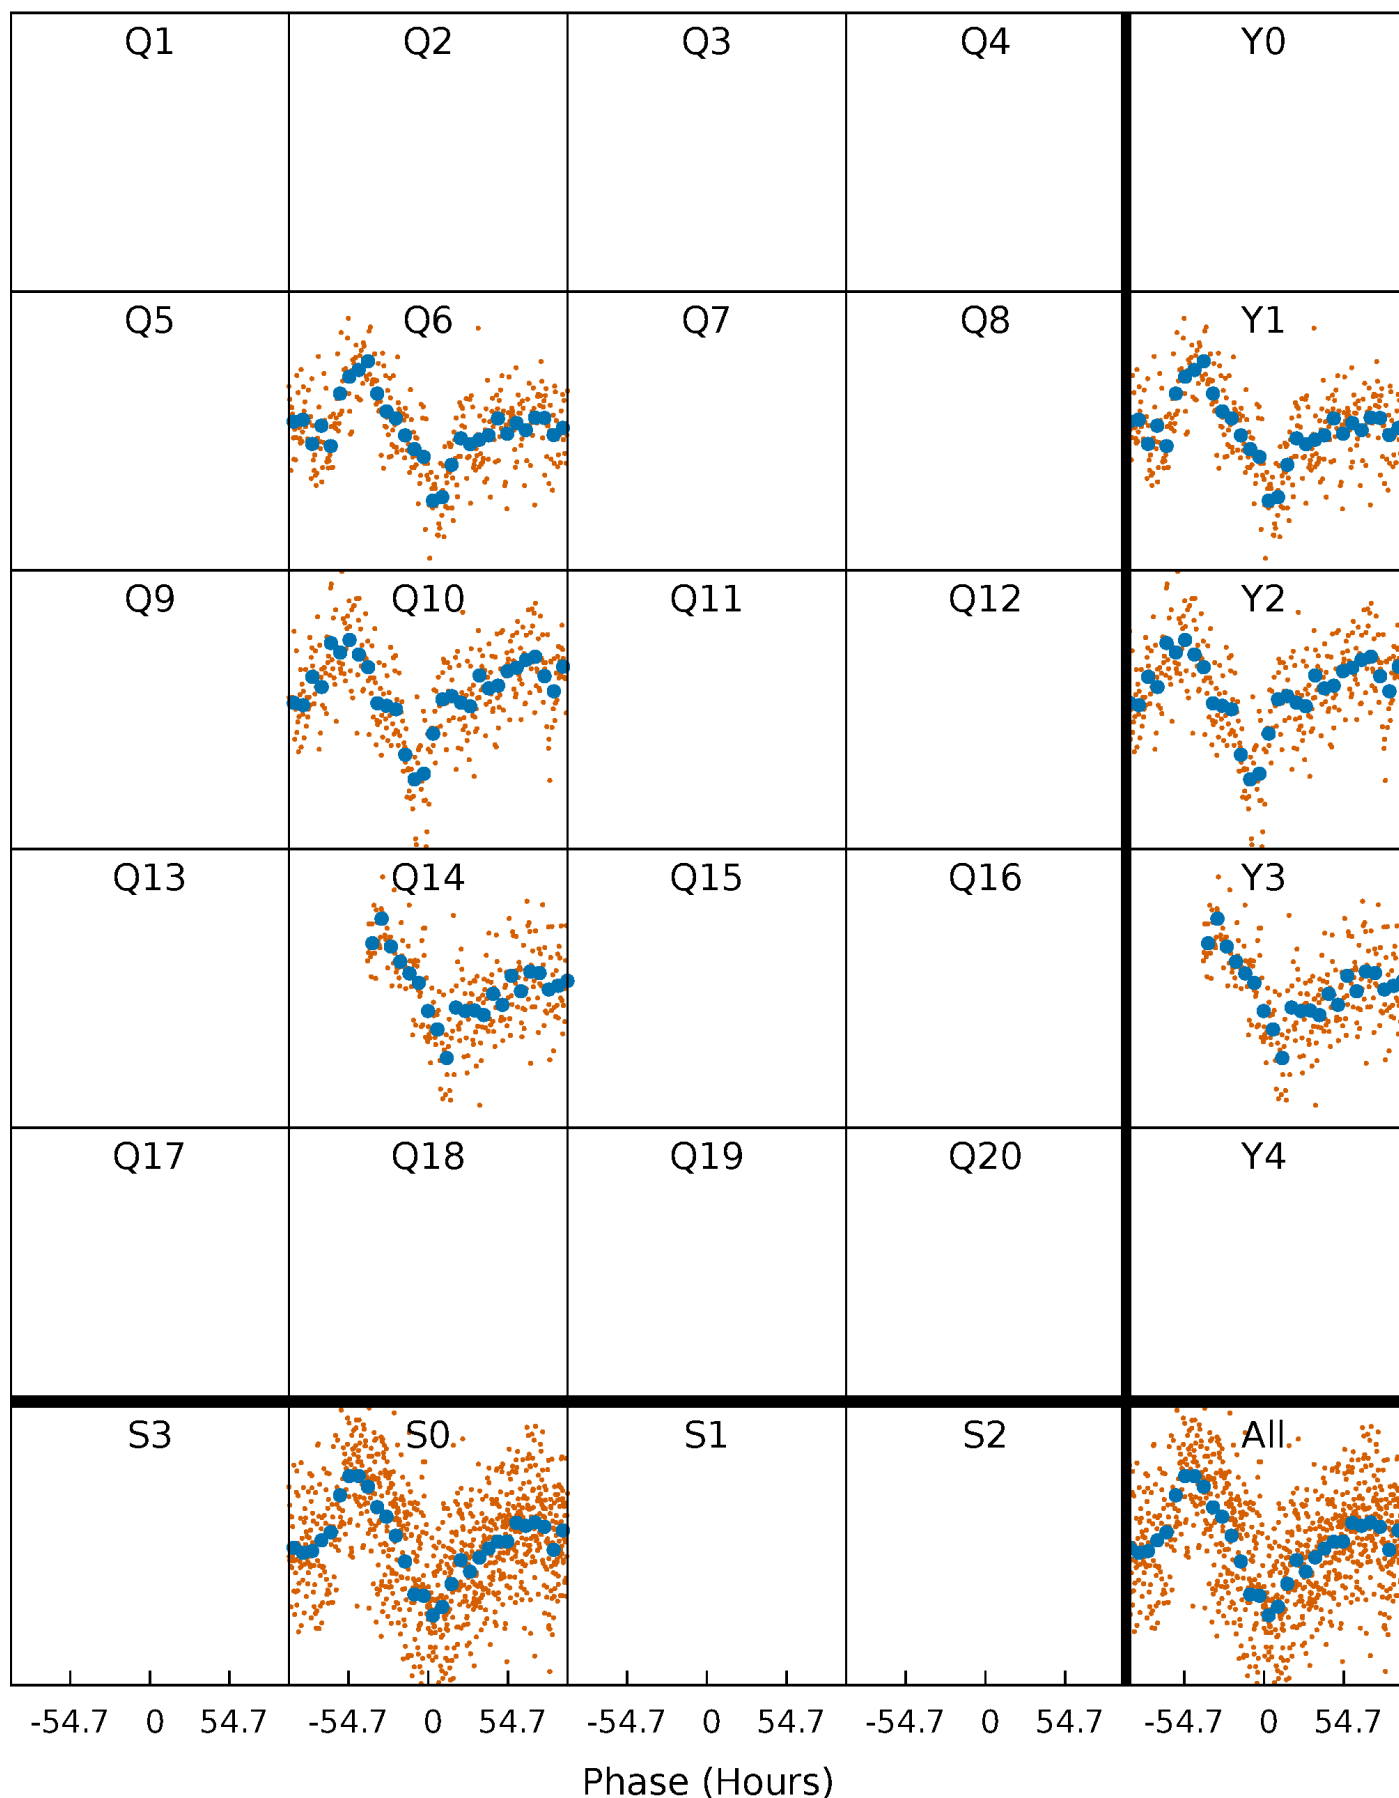 Q1 Q2 Q3 Q4 Y0
Q5 Q6 Q7 Q8 Y1
Q9 Q10 Q11 Q12 Y2
Q13 Q14 Q15 Q16 Y3
Q17 Q18 Q19 Q20 Y4
S3 S0 S1 S2 All
-54.7 0 54.7 -54.7 0 54.7 -54.7 0 54.7 -54.7 0 54.7 -54.7 0 54.7
Phase (Hours)